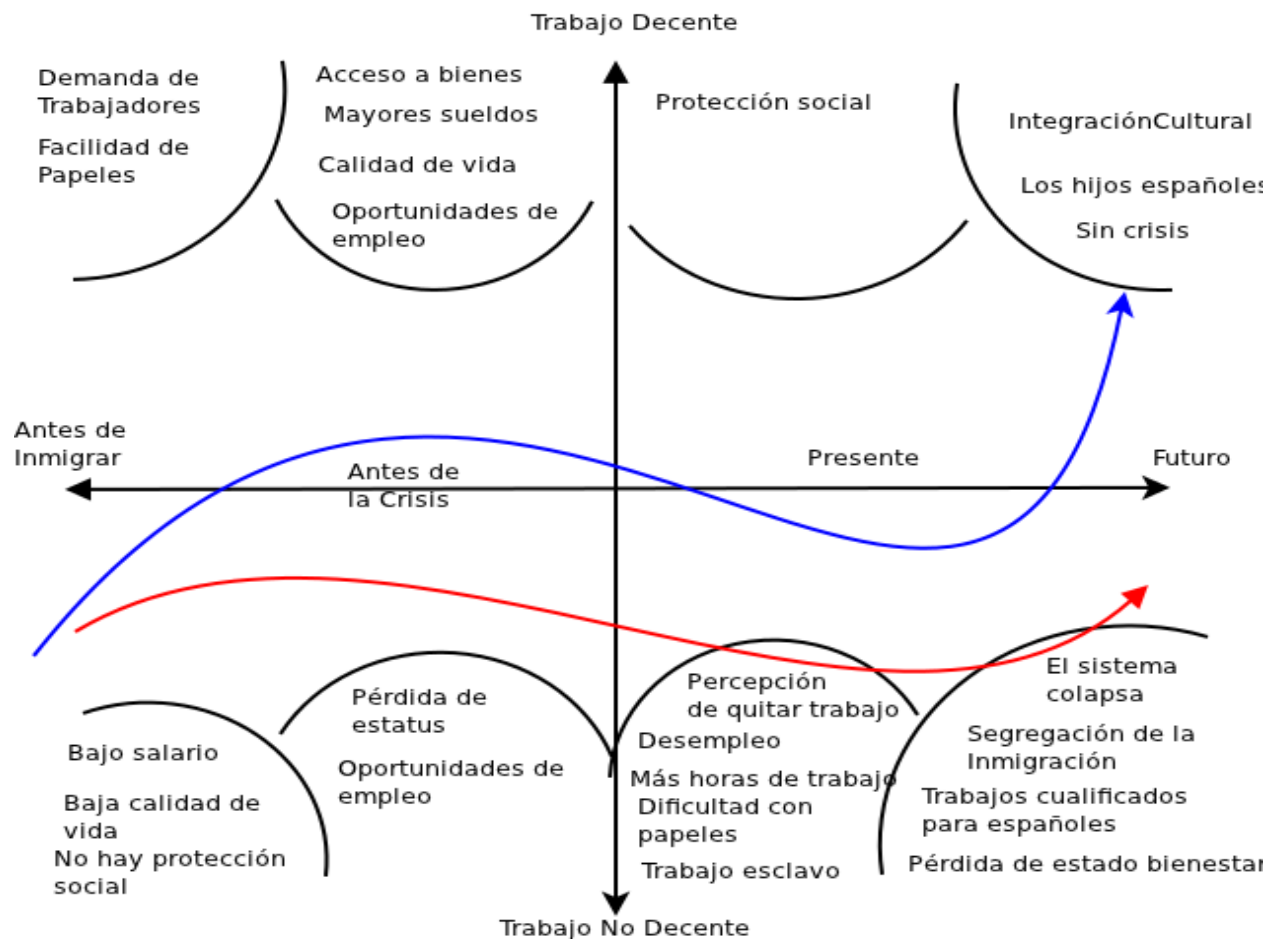 Trabajo Decente
Demanda de
Trabajadores
Facilidad de
Papeles
Acceso a bienes
Mayores sueldos
Calidad de vida
Oportunidades de
empleo
Protección social
IntegraciónCultural
Los hijos españoles
Sin crisis
Antes de
Inmigrar
Antes de
la Crisis
Presente
Futuro
Bajo salario
Baja calidad de
vida
No hay protección
social
Pérdida de
estatus
Oportunidades de
empleo
Percepción
de quitar trabajo
Desempleo
Más horas de trabajo
Dificultad con
papeles
Trabajo esclavo
El sistema
colapsa
Segregación de la
Inmigración
Trabajos cualificados
para españoles
Pérdida de estado bienestar
Trabajo No Decente